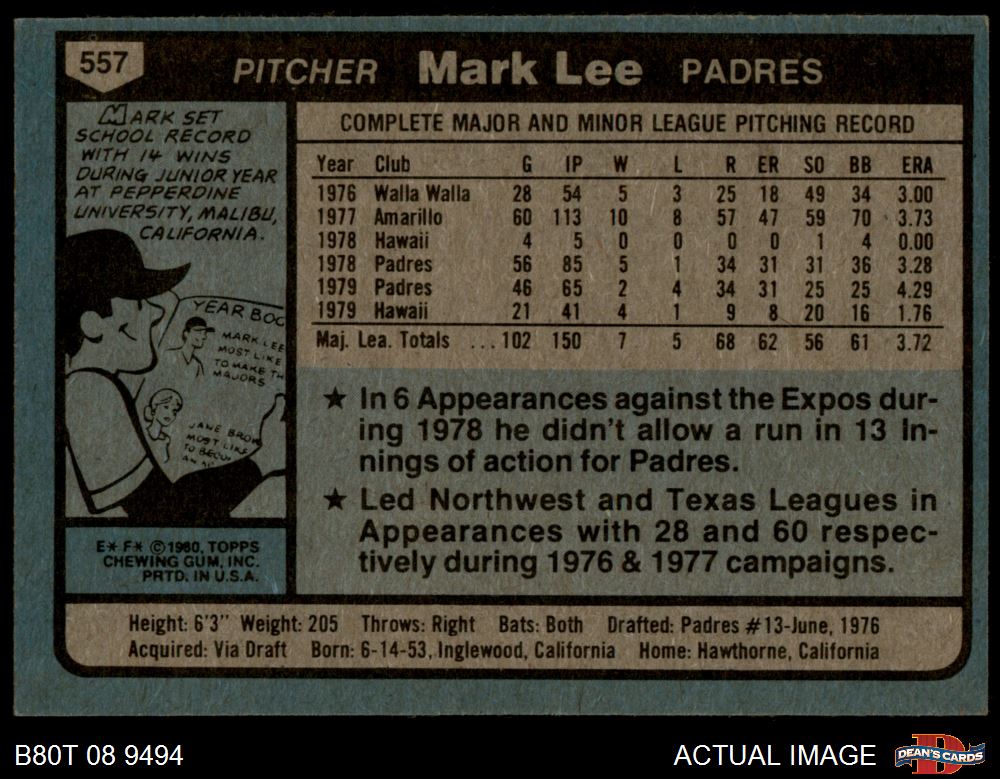 557
PITCHER Mark Lee PADRES
MARK SET
SCHOOL RECORD
WITH 14 WINS
DURING JUNIOR YEAR
AT PEPPERDINE
UNIVERSITY, MALIBU,
CALIFORNIA.
YEAR BOO
MARK LEE
MOST LIKE
TO MAKE TH
MAJORS
JANE BROW
MOST LIKE
TO BECO
AN
E* F* © 1980. TOPPS
CHEWING GUM, INC.
PRTD. IN U.S.A.
COMPLETE MAJOR AND MINOR LEAGUE PITCHING RECORD
Year Club G IP W L R ER SO BB ERA
1976 Walla Walla 28 54 5 3 25 18 49 34 3.00
1977 Amarillo 60 113 10 8 57 47 59 70 3.73
1978 Hawaii 4 5 0 0 0 0 1 4 0.00
1978 Padres 56 85 5 1 34 31 31 36 3.28
1979 Padres 46 65 2 4 34 31 25 25 4.29
1979 Hawaii 21 41 4 1 9 8 20 16 1.76
Maj. Lea. Totals ... 102 150 7 5 68 62 56 61 3.72
★ In 6 Appearances against the Expos dur-
ing 1978 he didn't allow a run in 13 In-
nings of action for Padres.
★ Led Northwest and Texas Leagues in
Appearances with 28 and 60 respec-
tively during 1976 & 1977 campaigns.
Height: 6'3" Weight: 205 Throws: Right Bats: Both Drafted: Padres #13-June, 1976
Acquired: Via Draft Born: 6-14-53, Inglewood, California Home: Hawthorne, California
B80T 08 9494
ACTUAL IMAGE
DEAN'S CARDS